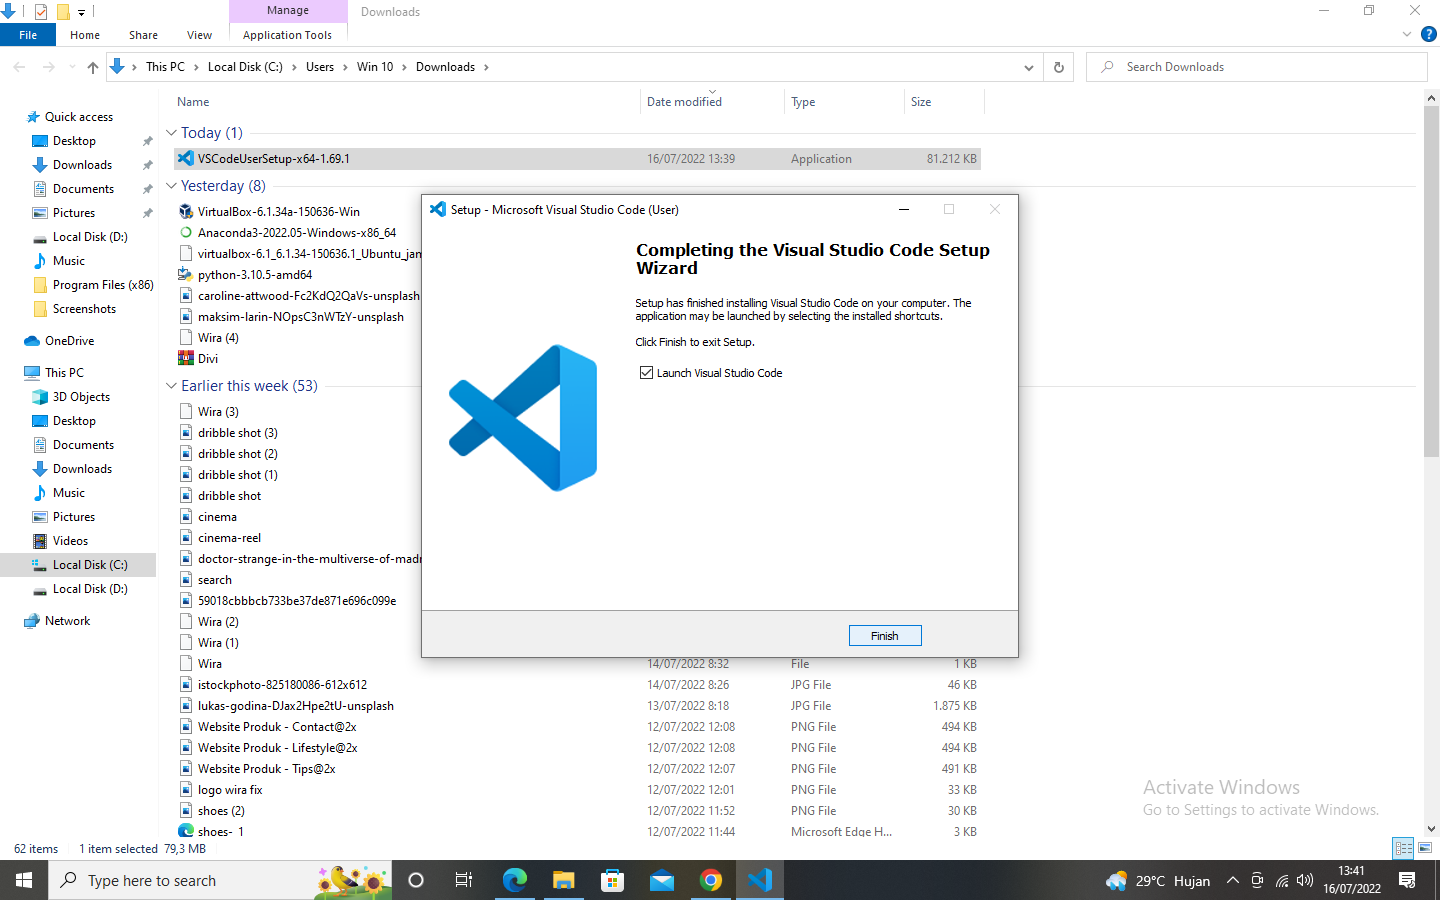 Manage
Downloads
File
Home
Share
View
Application Tools
This PC
Local Disk (C:)
Users
Win 10
Downloads
Search Downloads
Name
Date modified
Type
Size
Quick access
Desktop
Downloads
Documents
Pictures
Local Disk (D:)
Music
Program Files (x86)
Screenshots
OneDrive
This PC
3D Objects
Desktop
Documents
Downloads
Music
Pictures
Videos
Local Disk (C:)
Local Disk (D:)
Network
Today (1)
VSCodeUserSetup-x64-1.69.1 16/07/2022 13:39 Application 81.212 KB
Yesterday (8)
VirtualBox-6.1.34a-150636-Win
Anaconda3-2022.05-Windows-x86_64
virtualbox-6.1_6.1.34-150636.1_Ubuntu_jan
python-3.10.5-amd64
caroline-attwood-Fc2KdQ2QaVs-unsplash
maksim-larin-NOpsC3nWTzY-unsplash
Wira (4)
Divi
Earlier this week (53)
Wira (3)
dribble shot (3)
dribble shot (2)
dribble shot (1)
dribble shot
cinema
cinema-reel
doctor-strange-in-the-multiverse-of-madr
search
59018cbbbcb733be37de871e696c099e
Wira (2)
Wira (1)
Wira 14/07/2022 8:32 File 1 KB
istockphoto-825180086-612x612 14/07/2022 8:26 JPG File 46 KB
lukas-godina-DJax2Hpe2tU-unsplash 13/07/2022 8:18 JPG File 1.875 KB
Website Produk - Contact@2x 12/07/2022 12:08 PNG File 494 KB
Website Produk - Lifestyle@2x 12/07/2022 12:08 PNG File 494 KB
Website Produk - Tips@2x 12/07/2022 12:07 PNG File 491 KB
logo wira fix 12/07/2022 12:01 PNG File 33 KB
shoes (2) 12/07/2022 11:52 PNG File 30 KB
shoes-_1 12/07/2022 11:44 Microsoft Edge H... 3 KB
Setup - Microsoft Visual Studio Code (User)
Completing the Visual Studio Code Setup
Wizard
Setup has finished installing Visual Studio Code on your computer. The
application may be launched by selecting the installed shortcuts.
Click Finish to exit Setup.
Launch Visual Studio Code
Finish
Activate Windows
Go to Settings to activate Windows.
62 items
1 item selected 79,3 MB
Type here to search
29°C Hujan
13:41
16/07/2022